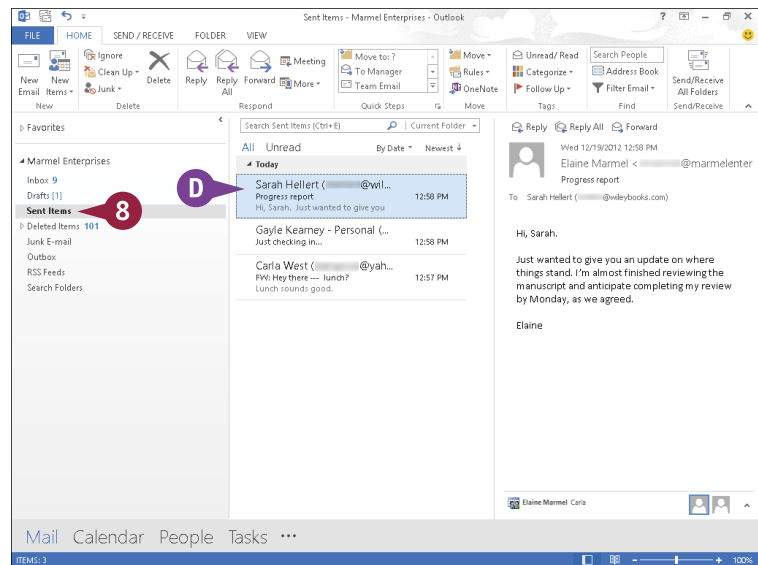 Sent Items - Marmel Enterprises - Outlook
FILE HOME SEND / RECEIVE FOLDER VIEW
New Email
New Items
New
Ignore
Clean Up
Junk
Delete
Delete
Reply
Reply All
Forward
Meeting
More
Respond
Move to: ?
To Manager
Team Email
Quick Steps
Move
Rules
OneNote
Move
Unread/ Read
Categorize
Follow Up
Tags
Search People
Address Book
Filter Email
Find
Send/Receive All Folders
Send/Receive
Favorites
Marmel Enterprises
Inbox 9
Drafts [1]
Sent Items
8
Deleted Items 101
Junk E-mail
Outbox
RSS Feeds
Search Folders
Search Sent Items (Ctrl+E) Current Folder
All Unread By Date Newest ↓
Today
D
Sarah Hellert ( @wil...
Progress report 12:58 PM
Hi, Sarah. Just wanted to give you
Gayle Kearney - Personal (...
Just checking in... 12:58 PM
Carla West ( @yah...
FW: Hey there --- lunch? 12:57 PM
Lunch sounds good.
Reply Reply All Forward
Wed 12/19/2012 12:58 PM
Elaine Marmel < @marmelenter
Progress report
To Sarah Hellert ( @wileybooks.com)
Hi, Sarah.
Just wanted to give you an update on where
things stand. I'm almost finished reviewing the
manuscript and anticipate completing my review
by Monday, as we agreed.
Elaine
Elaine Marmel Carla
Mail Calendar People Tasks •••
ITEMS: 3
100%